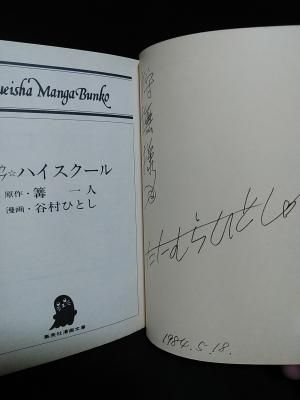 ueisha Manga Bunko
☆ハイスクール
原作・篝 一人
漫画・谷村ひとし
集英社漫画文庫
たにむらひとし♡
1984.5.18.